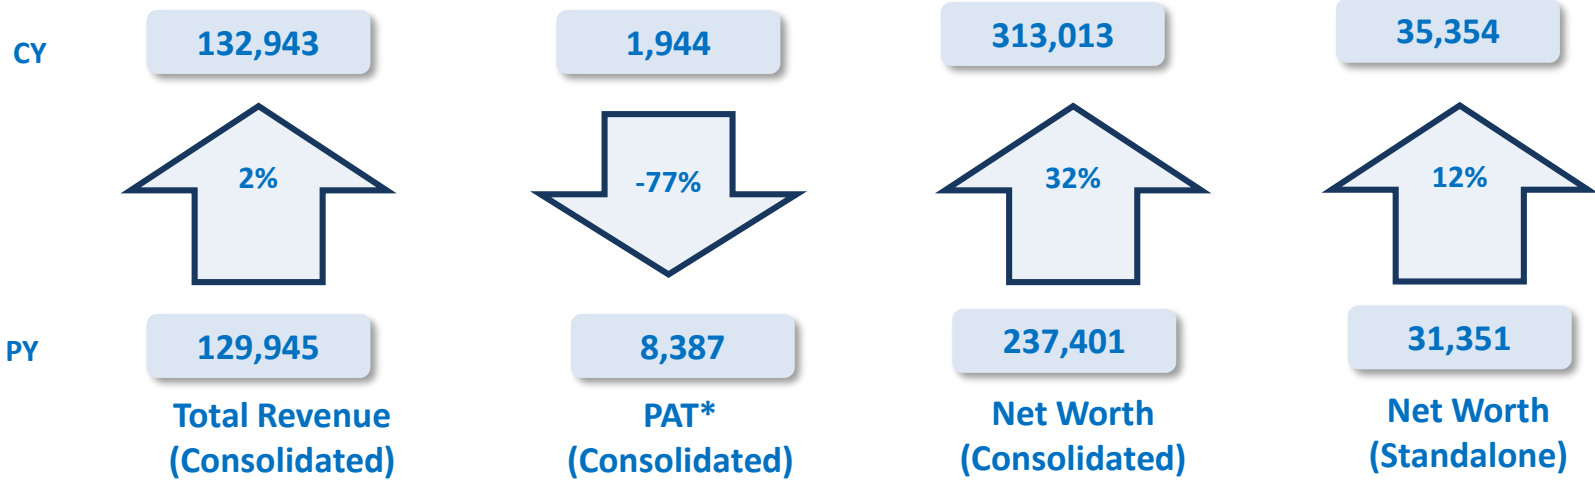 CY
132,943
1,944
313,013
35,354
2%
-77%
32%
12%
PY
129,945
8,387
237,401
31,351
Total Revenue
(Consolidated)
PAT*
(Consolidated)
Net Worth
(Consolidated)
Net Worth
(Standalone)